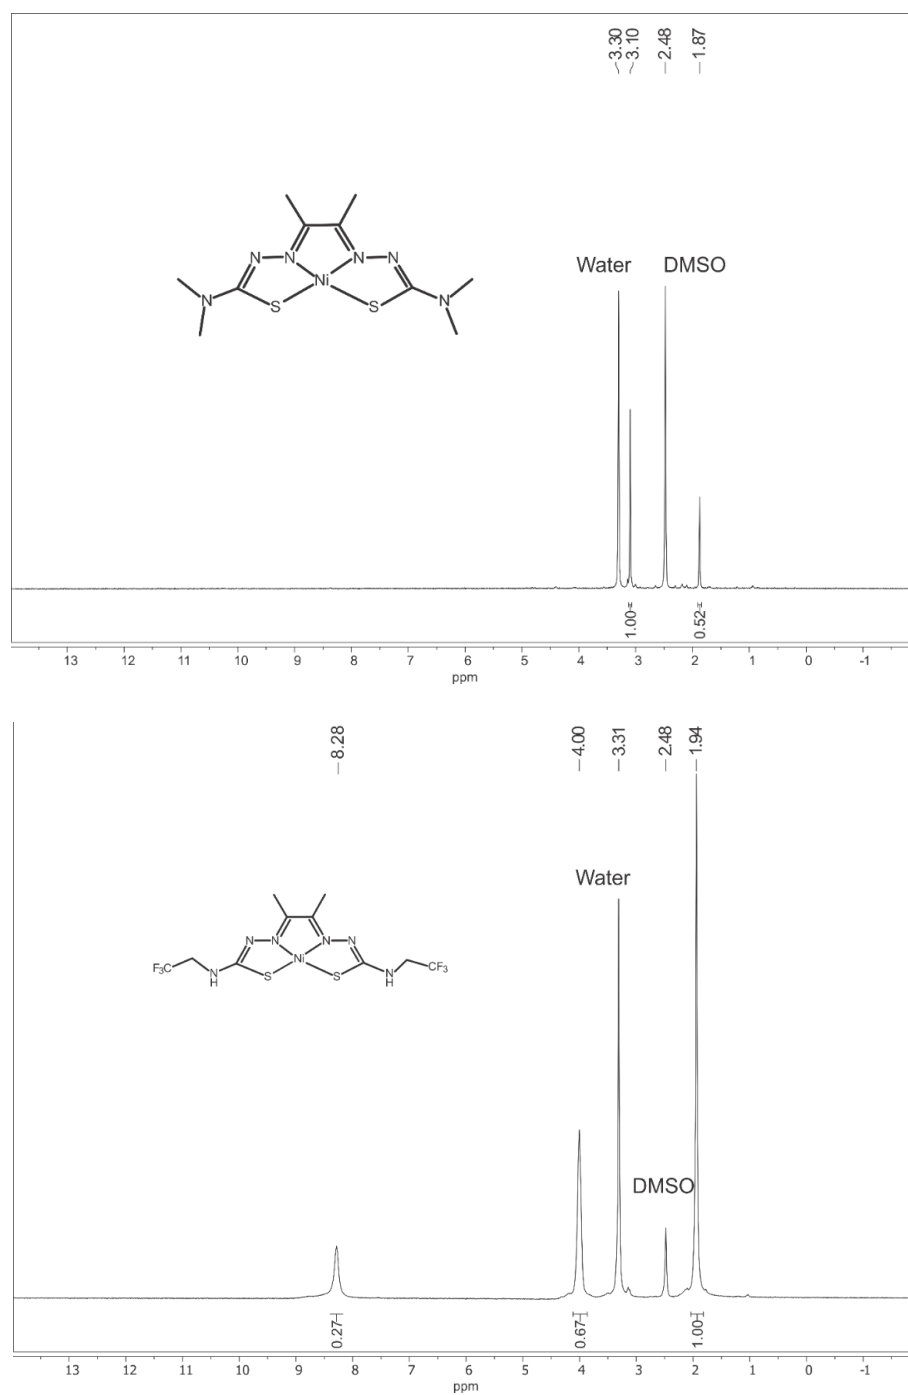 3.30
3.10
2.48
1.87
Water
DMSO
N
N
N
N
Ni
N
S
S
N
1.00
0.52
13 12 11 10 9 8 7 6 5 4 3 2 1 0 -1
ppm
8.28
4.00
3.31
2.48
1.94
Water
DMSO
N
N
N
N
F₃C
N
H
S
Ni
S
N
H
CF₃
0.27
0.67
1.00
13 12 11 10 9 8 7 6 5 4 3 2 1 0 -1
ppm